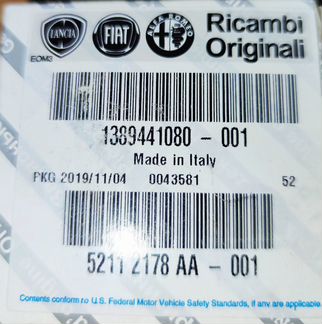 LANCIA
FIAT
ALFA ROMEO
Ricambi
Originali
EOM3
1389441080 - 001
Made in Italy
PKG 2019/11/04 0043581 52
5211 2178 AA - 001
Contents conform to U.S. Federal Motor Vehicle Safety Standards, if any are applicable